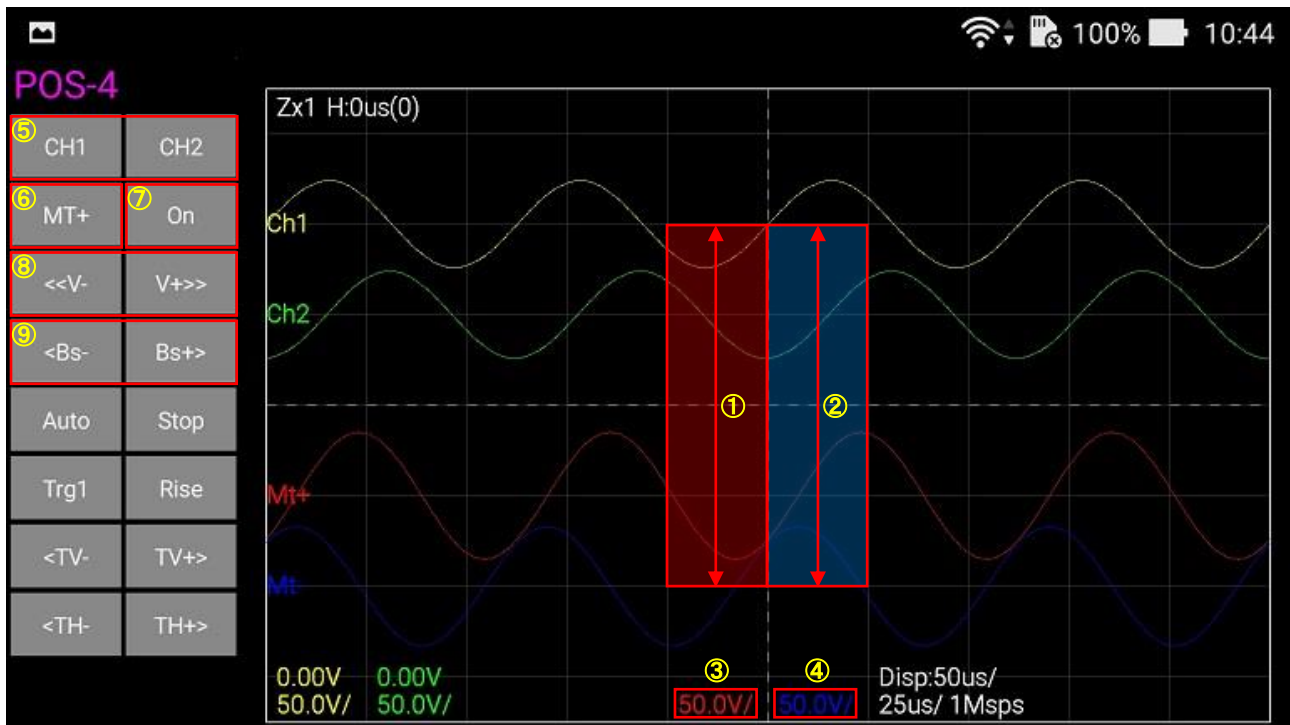 100% 10:44
POS-4
Zx1 H:0us(0)
⑤ CH1 CH2
⑥ MT+ ⑦ On
⑧ <<V- V+>>
⑨ <Bs- Bs+>
Auto Stop
Trg1 Rise
<TV- TV+>
<TH- TH+>
Ch1
Ch2
① ②
Mt+
Mt-
0.00V 0.00V ③ ④ Disp:50us/
50.0V/ 50.0V/ 50.0V/ 50.0V/ 25us/ 1Msps